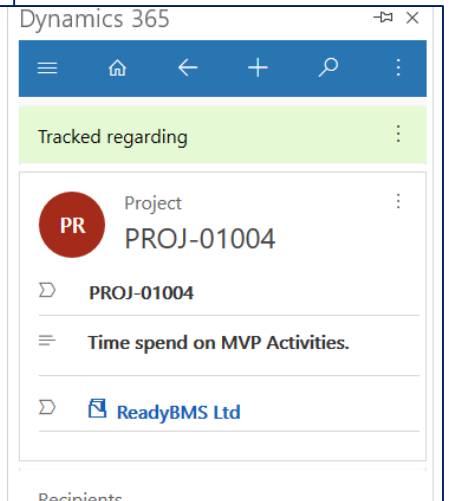 Dynamics 365
Tracked regarding
Project
PR
PROJ-01004
PROJ-01004
Time spend on MVP Activities.
ReadyBMS Ltd
Recipients